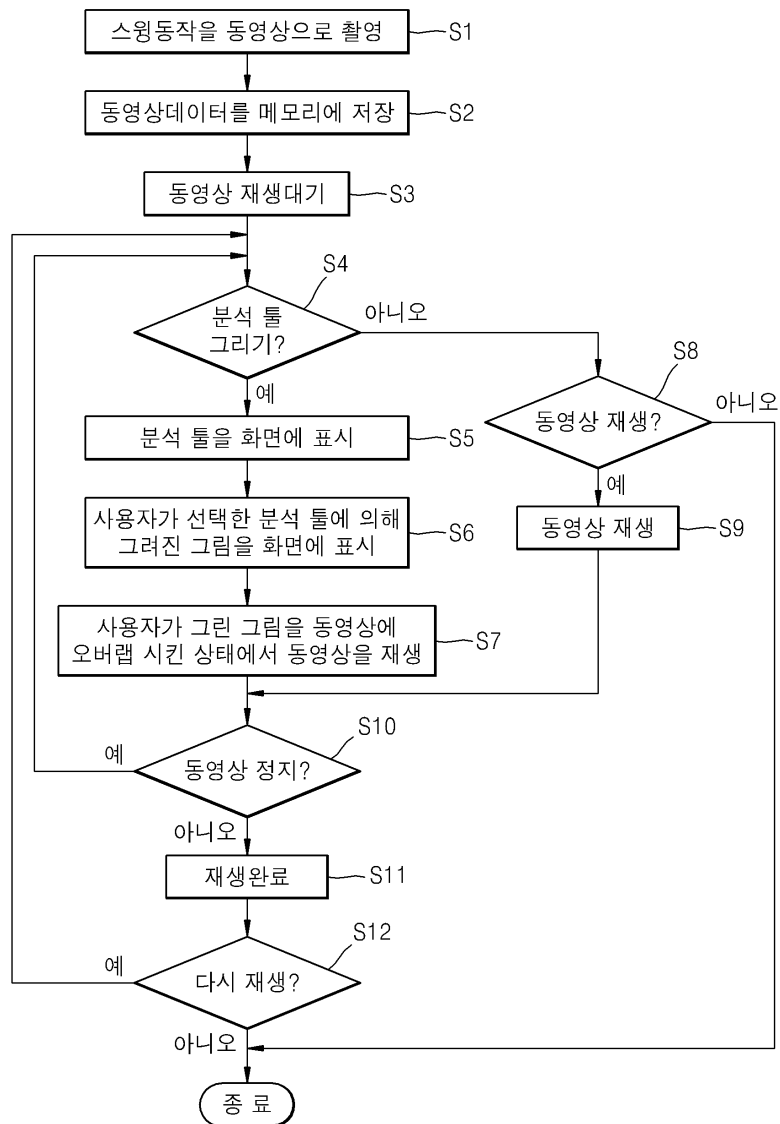 스윙동작을 동영상으로 촬영
S1
동영상데이터를 메모리에 저장
S2
동영상 재생대기
S3
S4
분석 툴
그리기?
아니오
예
S8
동영상 재생?
아니오
예
분석 툴을 화면에 표시
S5
사용자가 선택한 분석 툴에 의해
그려진 그림을 화면에 표시
S6
동영상 재생
S9
사용자가 그린 그림을 동영상에
오버랩 시킨 상태에서 동영상을 재생
S7
S10
동영상 정지?
예
아니오
재생완료
S11
S12
다시 재생?
예
아니오
종 료